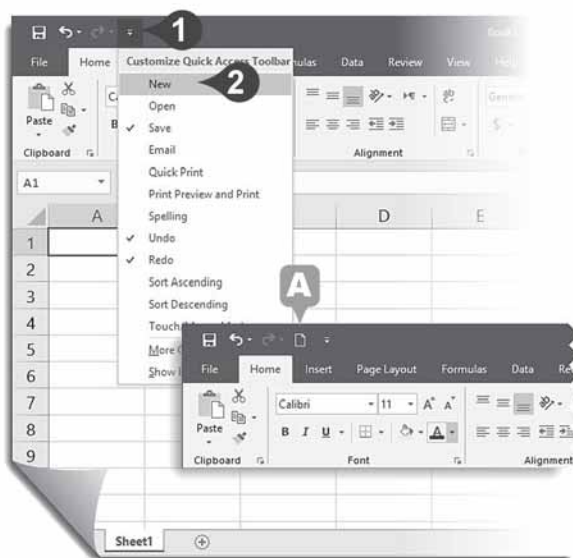 1
File Home Customize Quick Access Toolbar Data Review View
New 2
Open
Save
Email
Quick Print
Print Preview and Print
Spelling
Undo
Redo
Sort Ascending
Sort Descending
Paste
B
Clipboard
Alignment
$
A1
A D E
1
2
3
4
5
6
7
8
9
A
File Home Insert Page Layout Formulas Data
Calibri 11 A A
Paste
B I U A
Clipboard Font Alignment
Sheet1